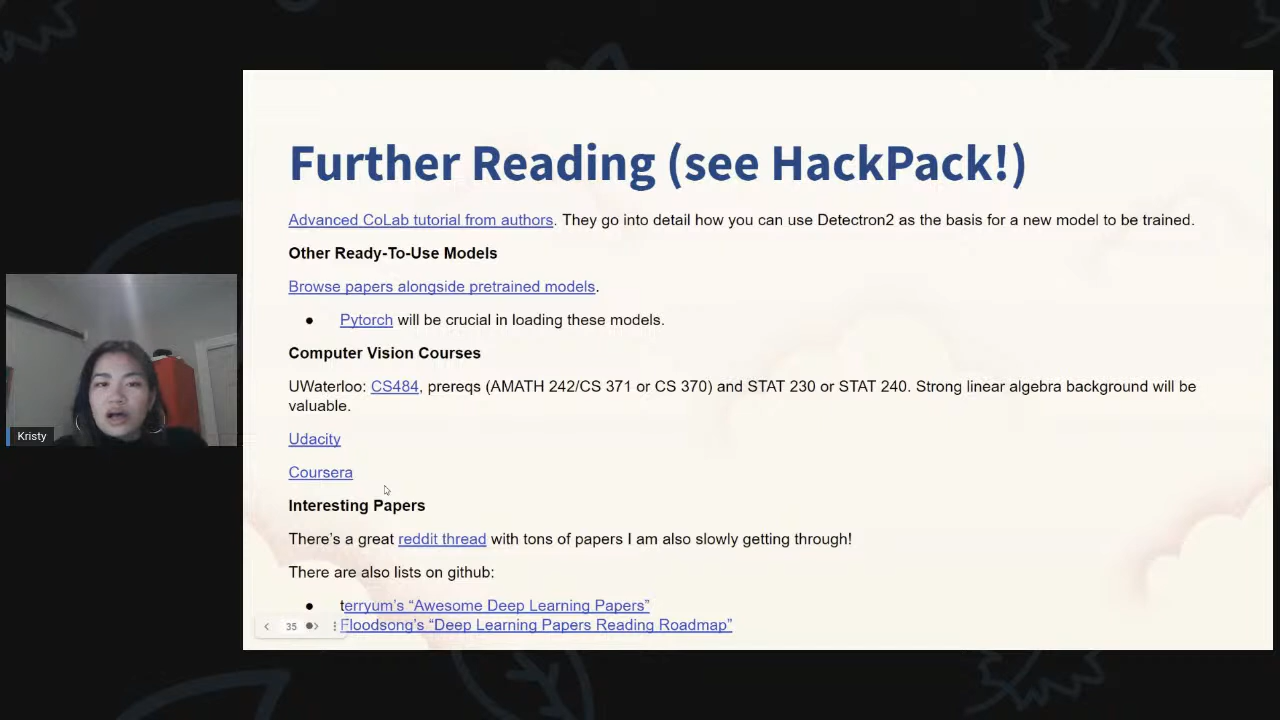 Further Reading (see HackPack!)
Advanced CoLab tutorial from authors. They go into detail how you can use Detectron2 as the basis for a new model to be trained.
Other Ready-To-Use Models
Browse papers alongside pretrained models.
● Pytorch will be crucial in loading these models.
Computer Vision Courses
UWaterloo: CS484, prereqs (AMATH 242/CS 371 or CS 370) and STAT 230 or STAT 240. Strong linear algebra background will be
valuable.
Kristy
Udacity
Coursera
Interesting Papers
There's a great reddit thread with tons of papers I am also slowly getting through!
There are also lists on github:
● terryum's “Awesome Deep Learning Papers”
● Floodsong's “Deep Learning Papers Reading Roadmap”
35